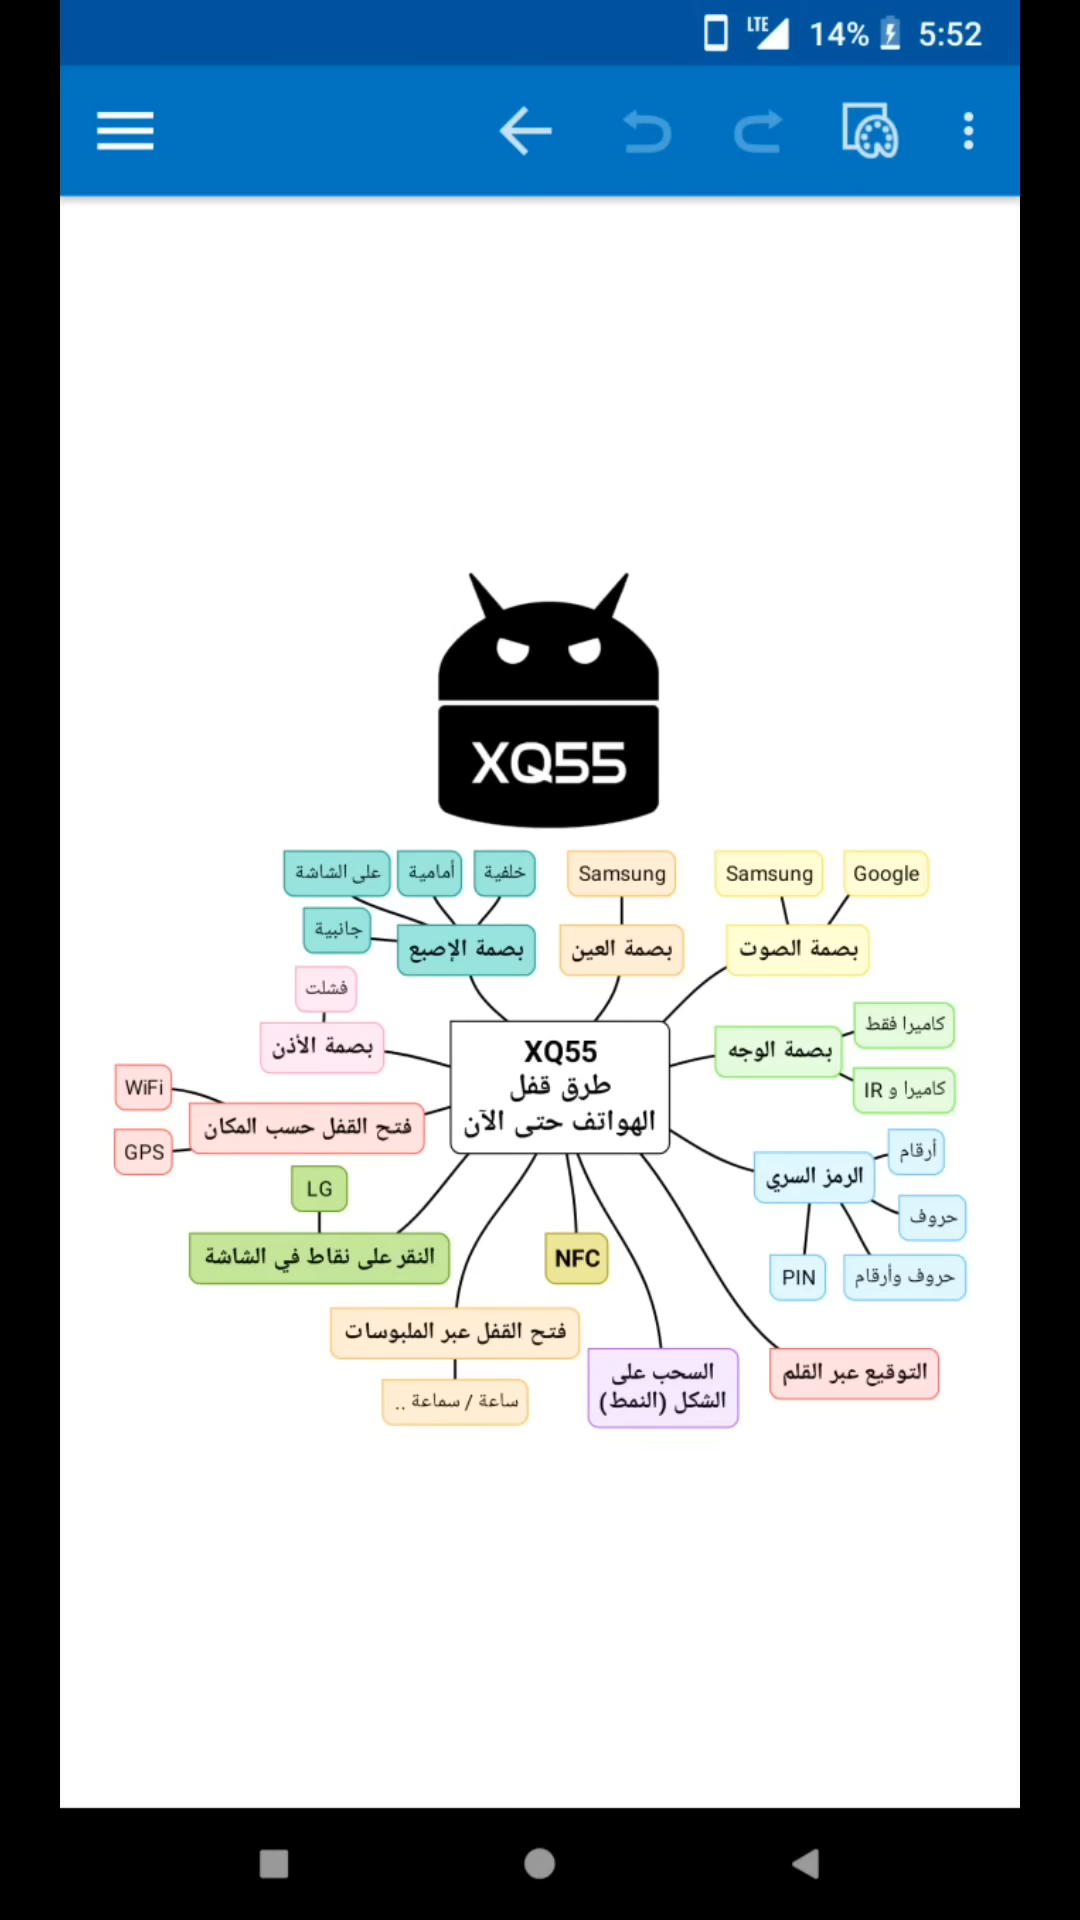 LTE 14% 5:52
XQ55
على الشاشة
أمامية
خلفية
Samsung
Samsung
Google
جانبية
بصمة الإصبع
بصمة العين
بصمة الصوت
فشلت
بصمة الأذن
XQ55
طرق قفل
الهواتف حتى الآن
بصمة الوجه
كاميرا فقط
كاميرا و IR
WiFi
GPS
فتح القفل حسب المكان
الرمز السري
أرقام
حروف
حروف وأرقام
PIN
LG
النقر على نقاط في الشاشة
NFC
فتح القفل عبر الملبوسات
ساعة / سماعة ..
السحب على
الشكل (النمط)
التوقيع عبر القلم